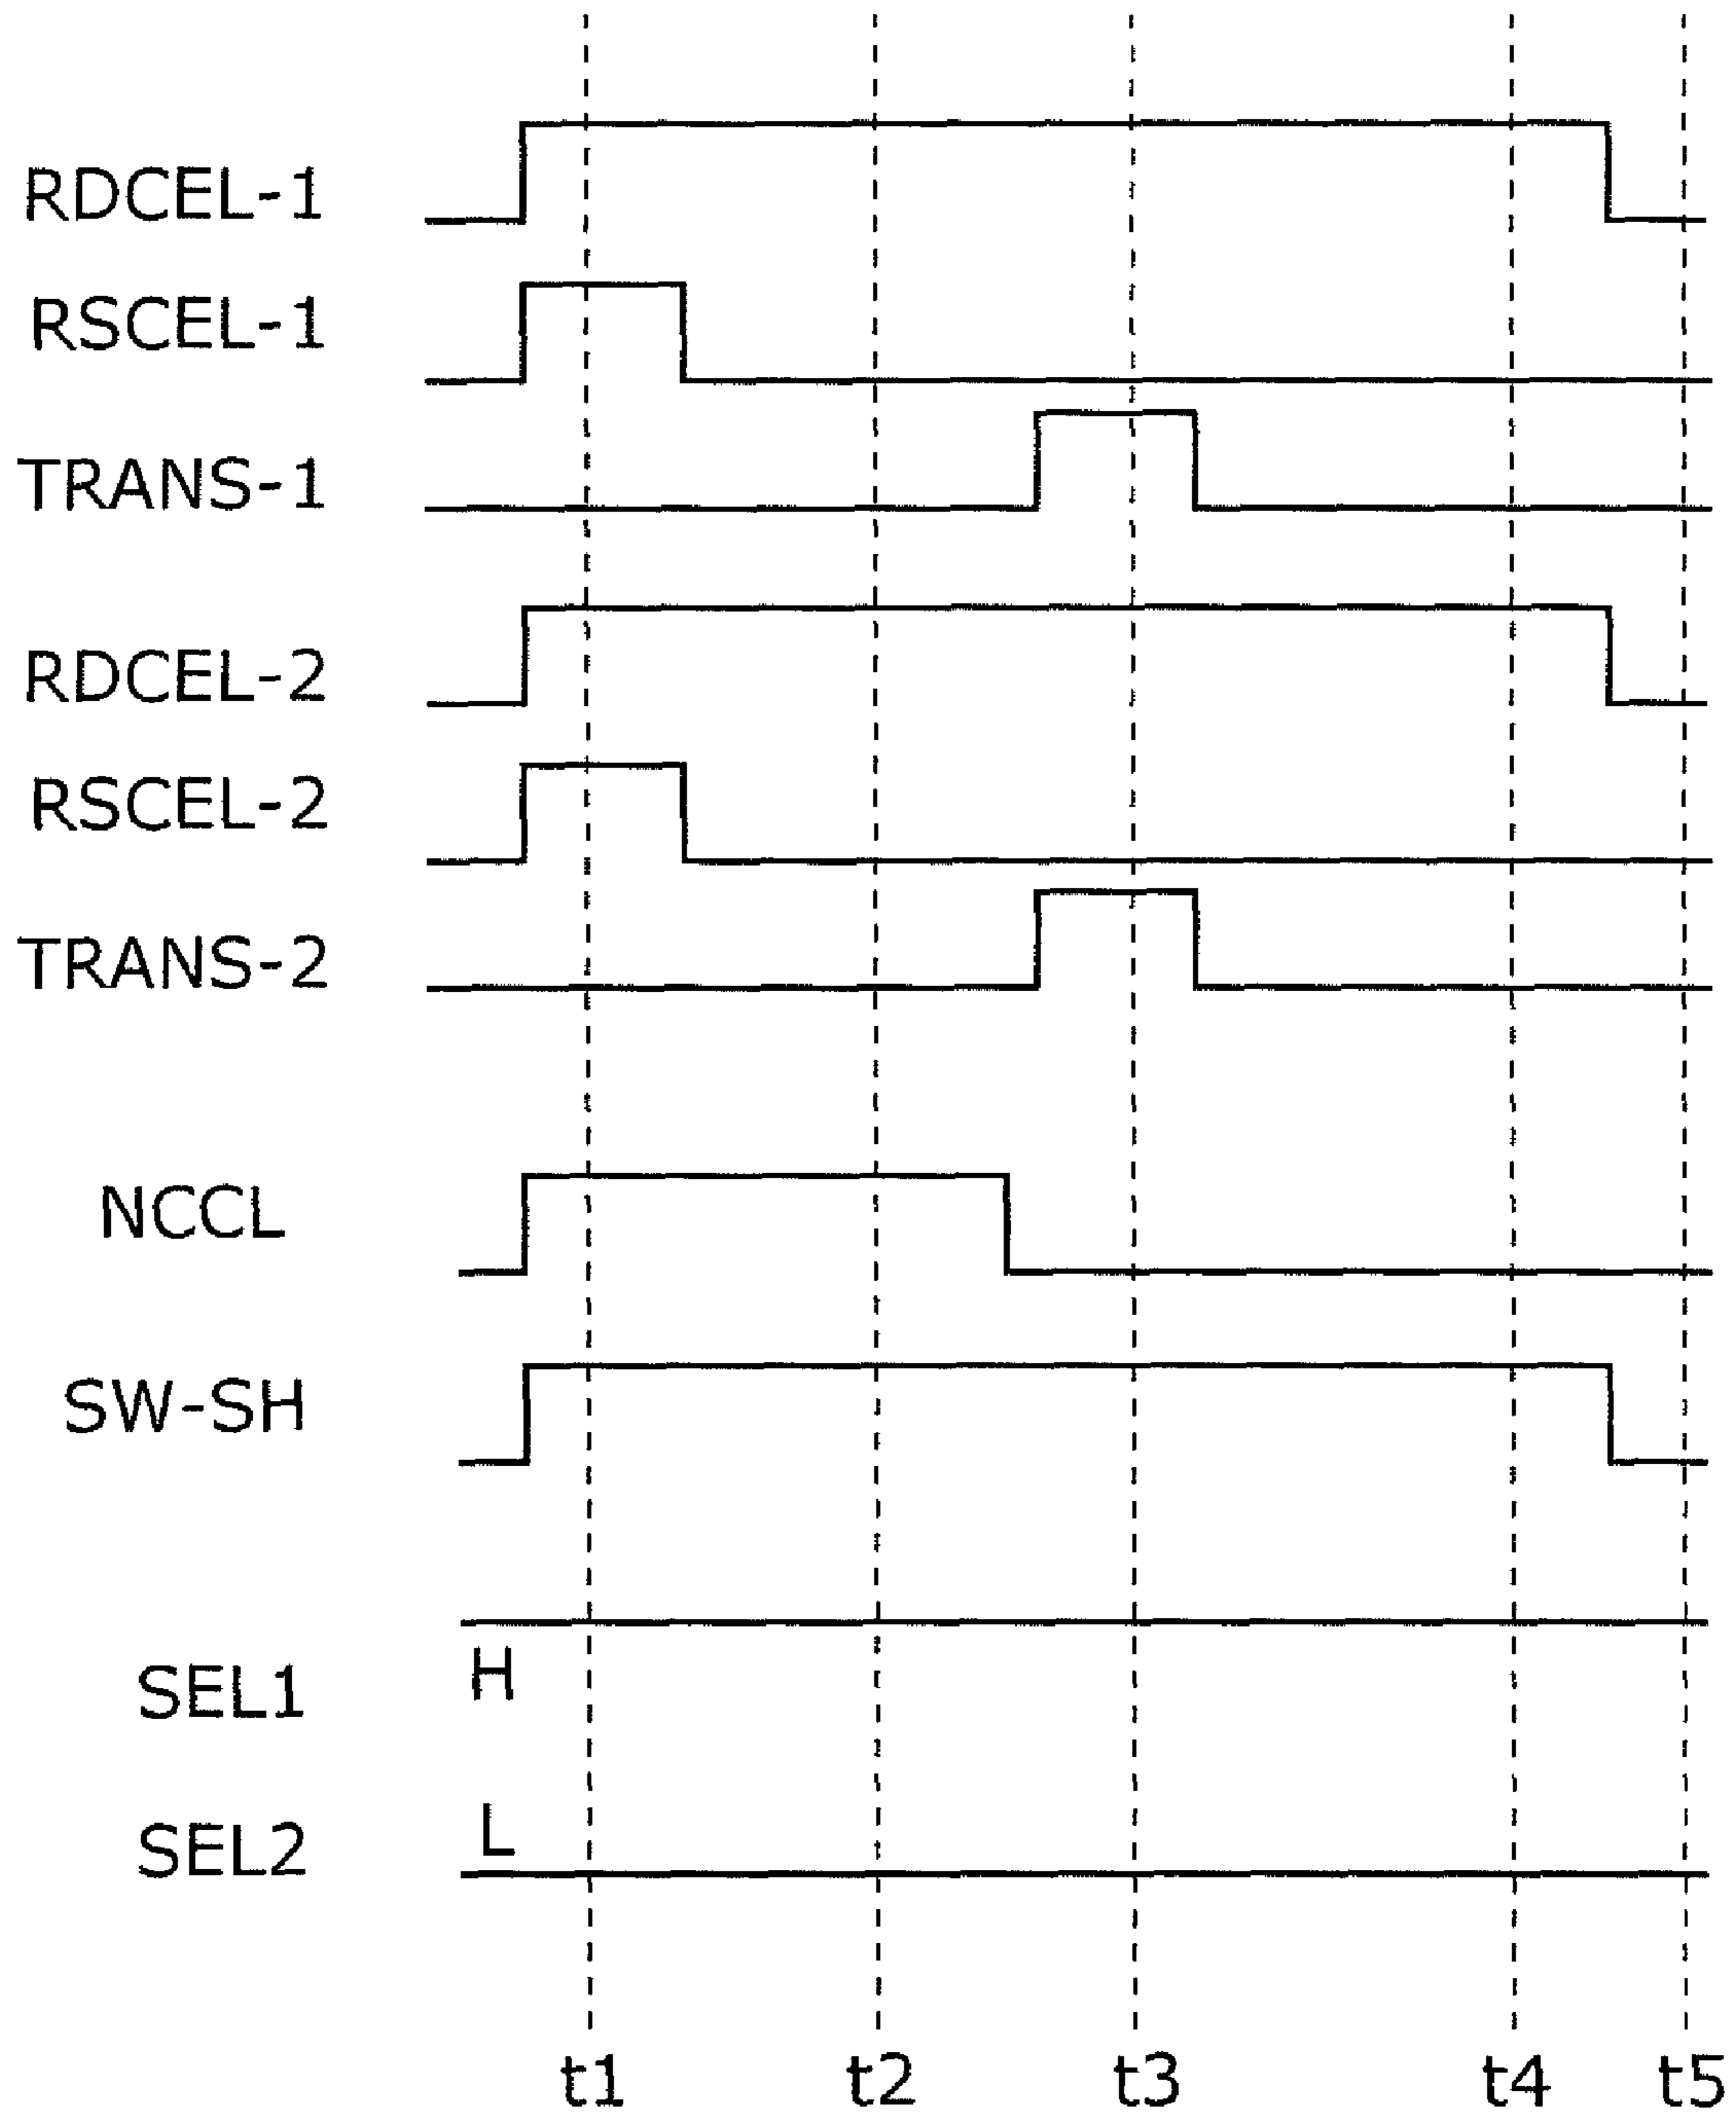 RDCEL-1
RSCEL-1
TRANS-1
RDCEL-2
RSCEL-2
TRANS-2
NCCL
SW-SH
SEL1 H
SEL2 L
t1 t2 t3 t4 t5